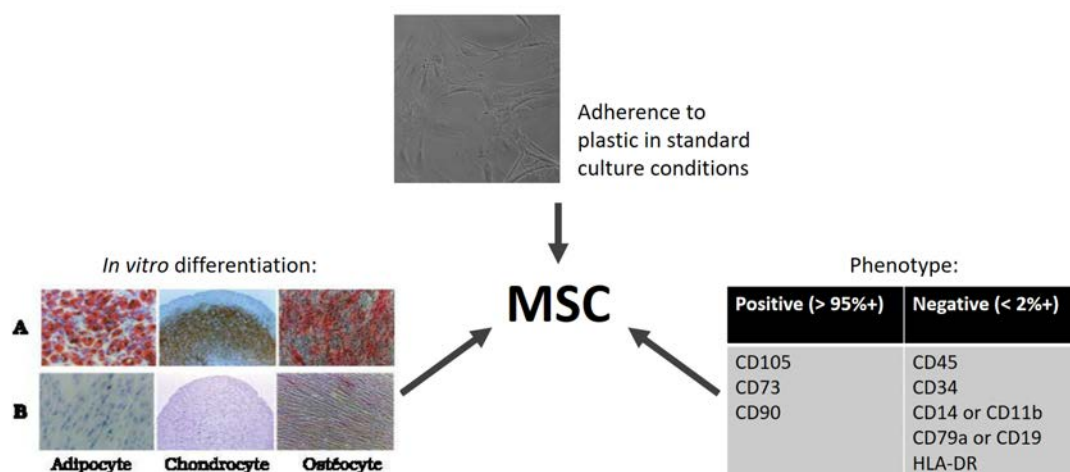 Adherence to
plastic in standard
culture conditions
In vitro differentiation:
A
B
Adipocyte Chondrocyte Ostéocyte
MSC
Phenotype:
Positive (> 95%+) Negative (< 2%+)
CD105 CD45
CD73 CD34
CD90 CD14 or CD11b
CD79a or CD19
HLA-DR